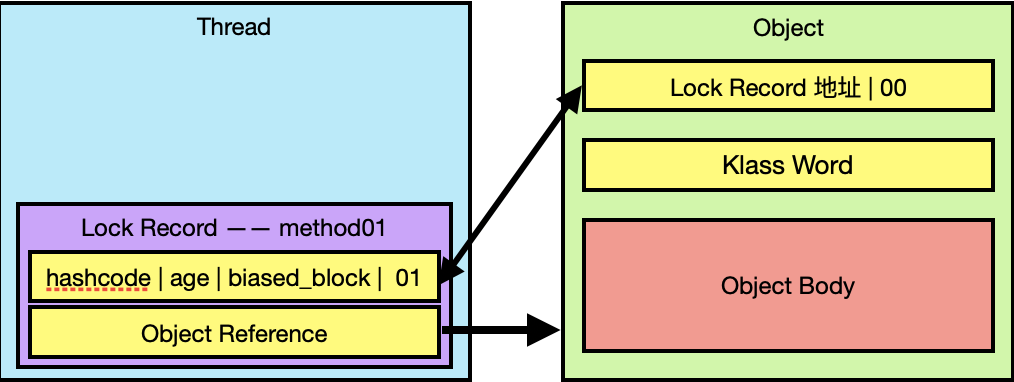 Thread
Lock Record —— method01
hashcode | age | biased_block | 01
Object Reference
Object
Lock Record 地址 | 00
Klass Word
Object Body